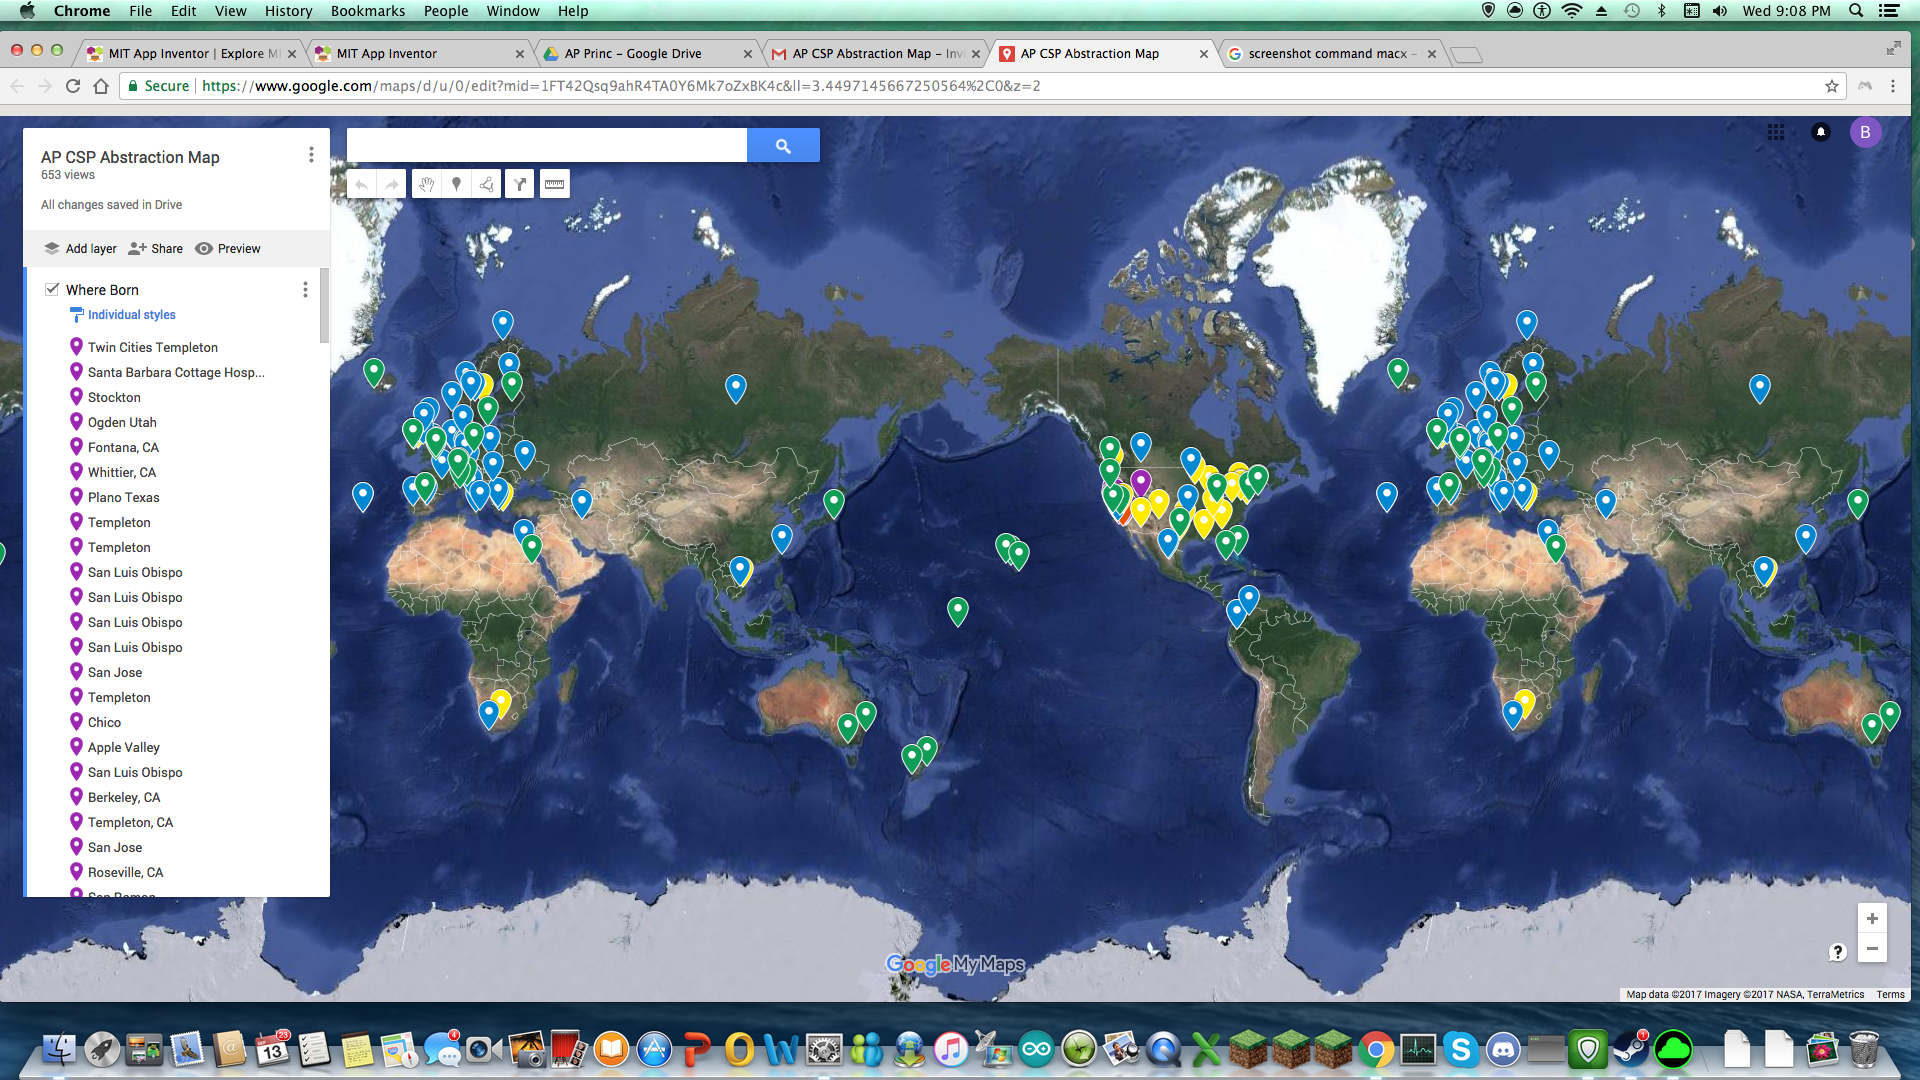 Chrome File Edit View History Bookmarks People Window Help Wed 9:08 PM
MIT App Inventor | Explore MI MIT App Inventor AP Princ – Google Drive AP CSP Abstraction Map – Invi AP CSP Abstraction Map screenshot command macx –
Secure https://www.google.com/maps/d/u/0/edit?mid=1FT42Qsq9ahR4TA0Y6Mk7oZxBK4c&ll=3.4497145667250564%2C0&z=2
AP CSP Abstraction Map
653 views
All changes saved in Drive
Add layer Share Preview
B
Where Born
Individual styles
Twin Cities Templeton
Santa Barbara Cottage Hosp...
Stockton
Ogden Utah
Fontana, CA
Whittier, CA
Plano Texas
Templeton
Templeton
San Luis Obispo
San Luis Obispo
San Luis Obispo
San Luis Obispo
San Jose
Templeton
Chico
Apple Valley
San Luis Obispo
Berkeley, CA
Templeton, CA
San Jose
Roseville, CA
San Ramon
Google My Maps
Map data ©2017 Imagery ©2017 NASA, TerraMetrics Terms
23
SEP
13
4
1